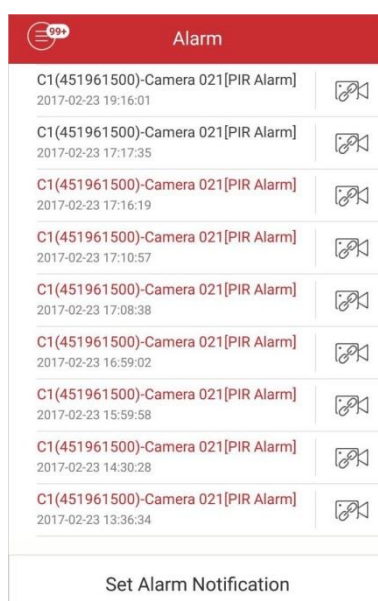 99+
Alarm
C1(451961500)-Camera 021[PIR Alarm]
2017-02-23 19:16:01
C1(451961500)-Camera 021[PIR Alarm]
2017-02-23 17:17:35
C1(451961500)-Camera 021[PIR Alarm]
2017-02-23 17:16:19
C1(451961500)-Camera 021[PIR Alarm]
2017-02-23 17:10:57
C1(451961500)-Camera 021[PIR Alarm]
2017-02-23 17:08:38
C1(451961500)-Camera 021[PIR Alarm]
2017-02-23 16:59:02
C1(451961500)-Camera 021[PIR Alarm]
2017-02-23 15:59:58
C1(451961500)-Camera 021[PIR Alarm]
2017-02-23 14:30:28
C1(451961500)-Camera 021[PIR Alarm]
2017-02-23 13:36:34
Set Alarm Notification